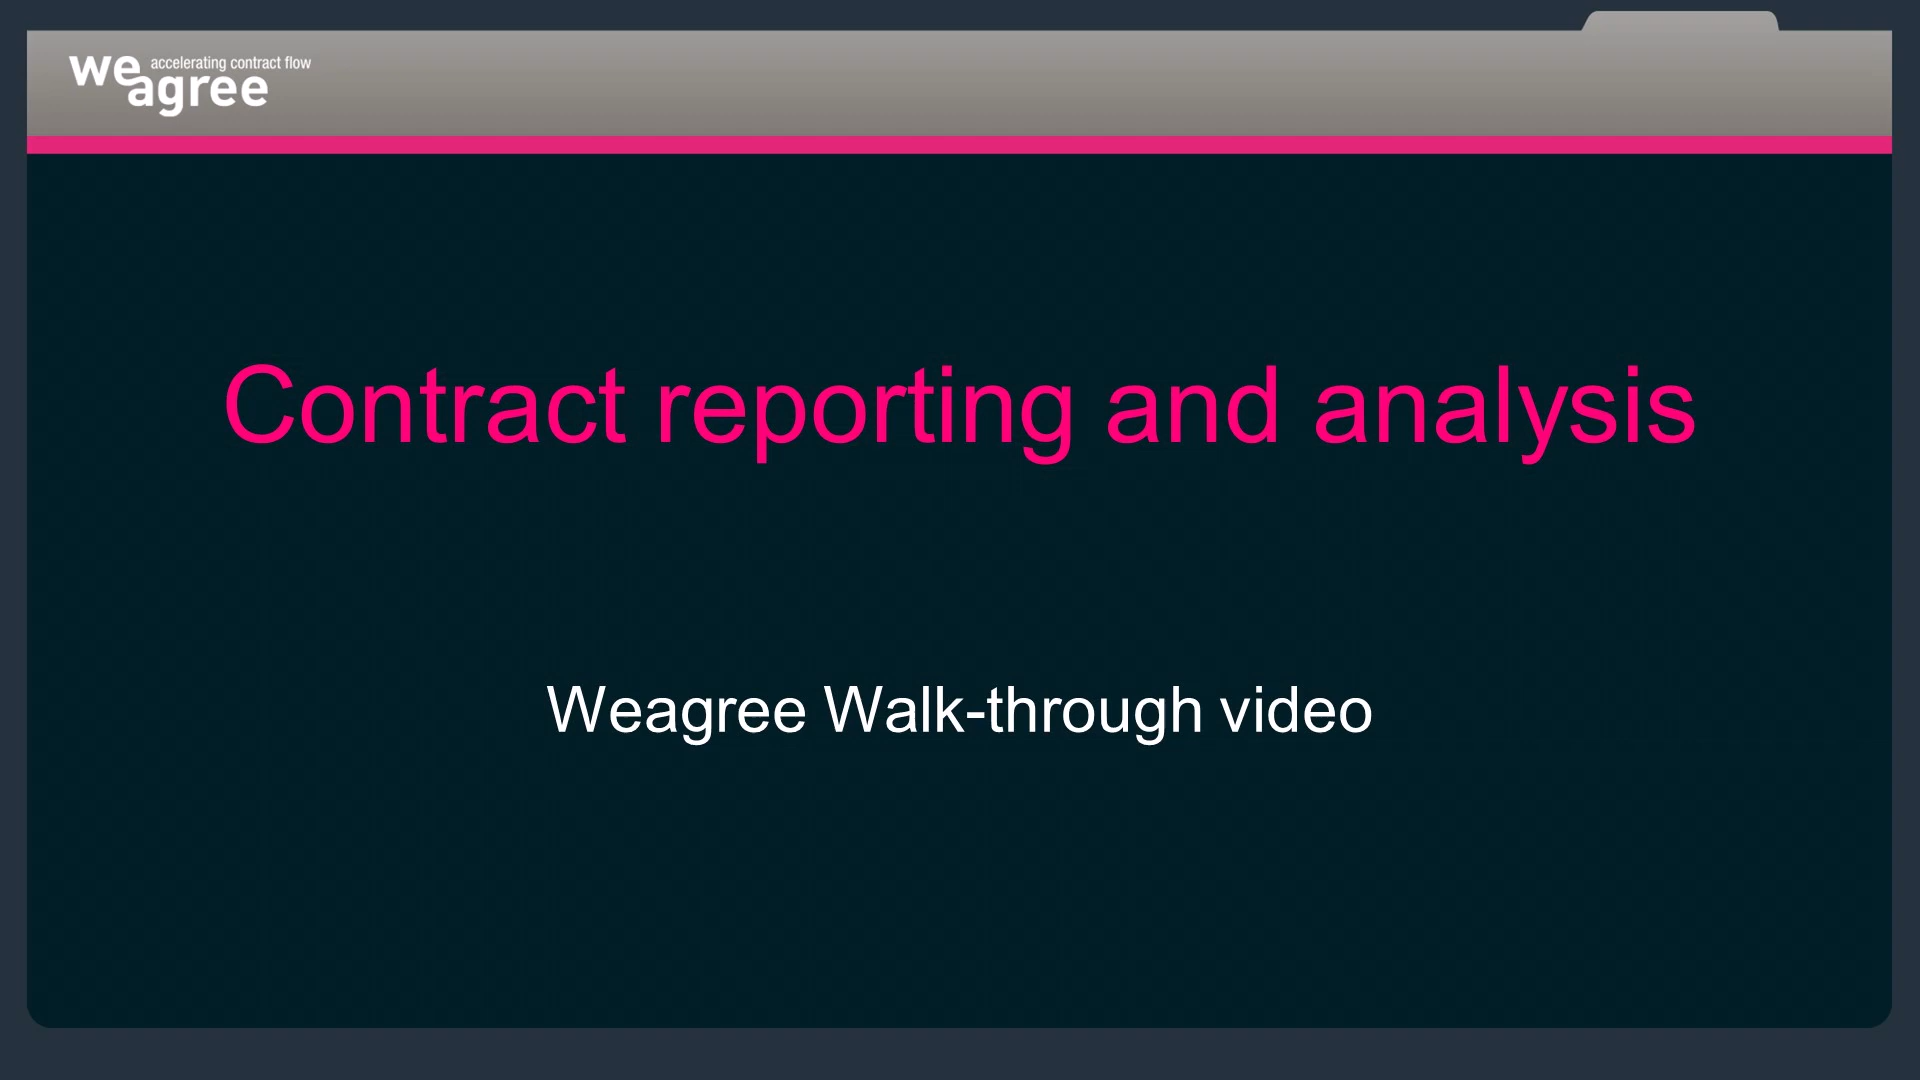 we accelerating contract flow
agree
Contract reporting and analysis
Weagree Walk-through video